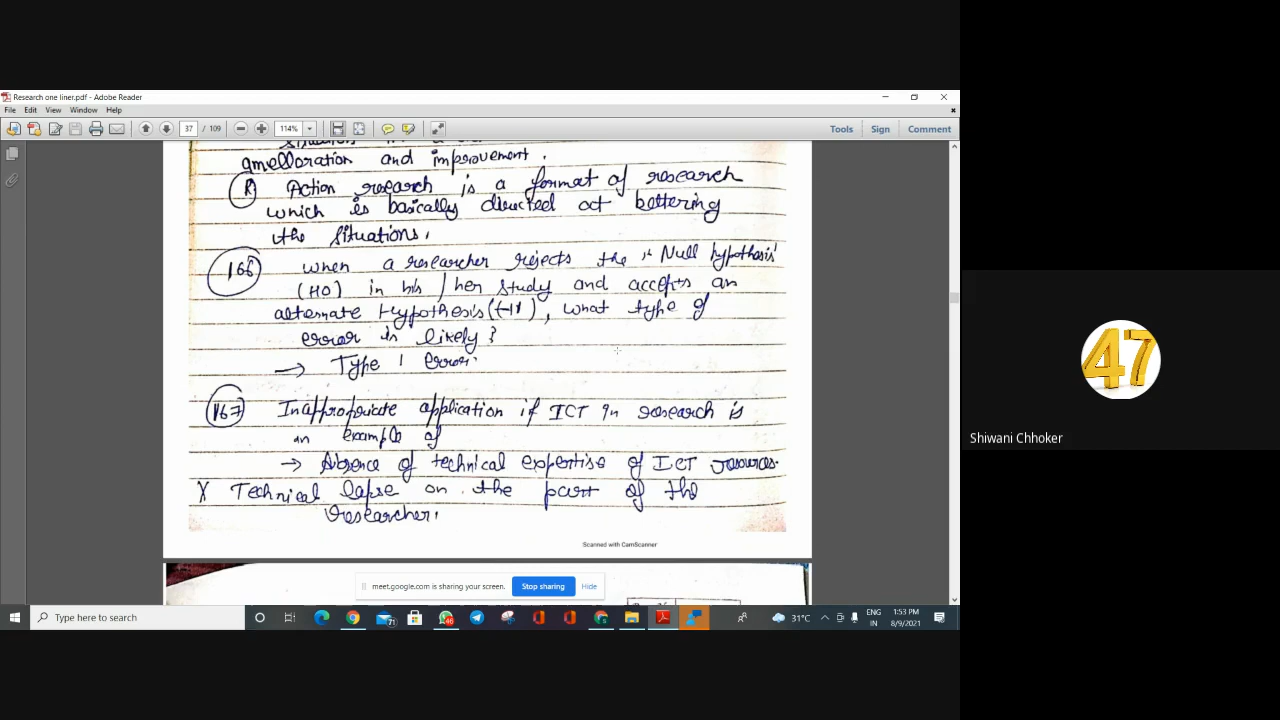 Research one liner.pdf - Adobe Reader
File Edit View Window Help
37 / 109 114% Tools Sign Comment
amelloration and improvement.
(R) Action research is a format of research
which is basically directed at bettering
the situations.
166 when a researcher rejects the Null hypothesis'
(HO) in his / her study and accepts an
alternate Hypothesis (H1), what type of
error is likely?
→ Type 1 error.
167 Inappropriate application if ICT in research is
an example of
→ Absence of technical expertise of ICT resources.
X Technical lapse on the part of the
researcher.
Scanned with CamScanner
meet.google.com is sharing your screen. Stop sharing Hide
Type here to search
71
31°C
ENG
IN
1:53 PM
8/9/2021
47
Shiwani Chhoker